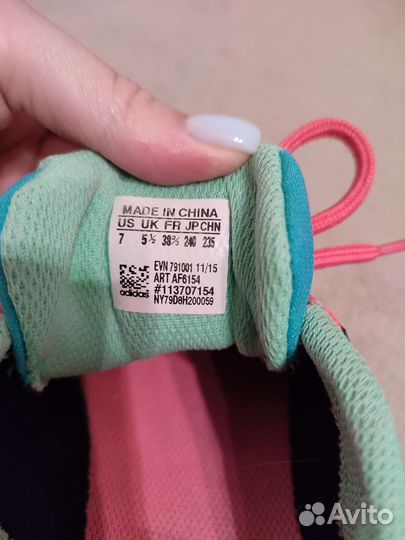 MADE IN CHINA
US UK FR JP CHN
7 5½ 38⅔ 240 235
EVN 791001 11/15
ART AF6154
#113707154
NY79D8H200059
adidas
Avito